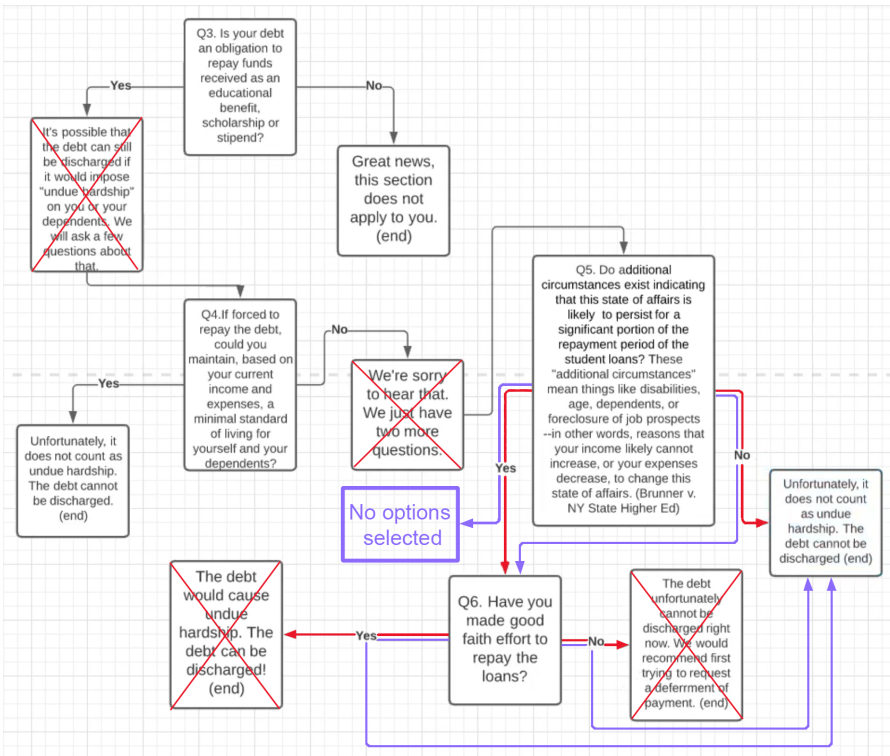 Q3. Is your debt
an obligation to
repay funds
received as an
educational
benefit,
scholarship or
stipend?
Yes
No
It's possible that
the debt can still
be discharged if
it would impose
"undue hardship"
on you or your
dependents. We
will ask a few
questions about
that.
Great news,
this section
does not
apply to you.
(end)
Q4.If forced to
repay the debt,
could you
maintain, based on
your current
income and
expenses, a
minimal standard
of living for
yourself and your
dependents?
Yes
No
Unfortunately, it
does not count as
undue hardship.
The debt cannot
be discharged.
(end)
We're sorry
to hear that.
We just have
two more
questions.
Q5. Do additional
circumstances exist indicating
that this state of affairs is
likely to persist for a
significant portion of the
repayment period of the
student loans? These
"additional circumstances"
mean things like disabilities,
age, dependents, or
foreclosure of job prospects
--in other words, reasons that
your income likely cannot
increase, or your expenses
decrease, to change this
state of affairs. (Brunner v.
NY State Higher Ed)
Yes
No
No options
selected
Unfortunately, it
does not count
as undue
hardship. The
debt cannot be
discharged (end)
Q6. Have you
made good
faith effort to
repay the
loans?
Yes
No
The debt
would cause
undue
hardship. The
debt can be
discharged!
(end)
The debt
unfortunately
cannot be
discharged right
now. We would
recommend first
trying to request
a deferrment of
payment. (end)